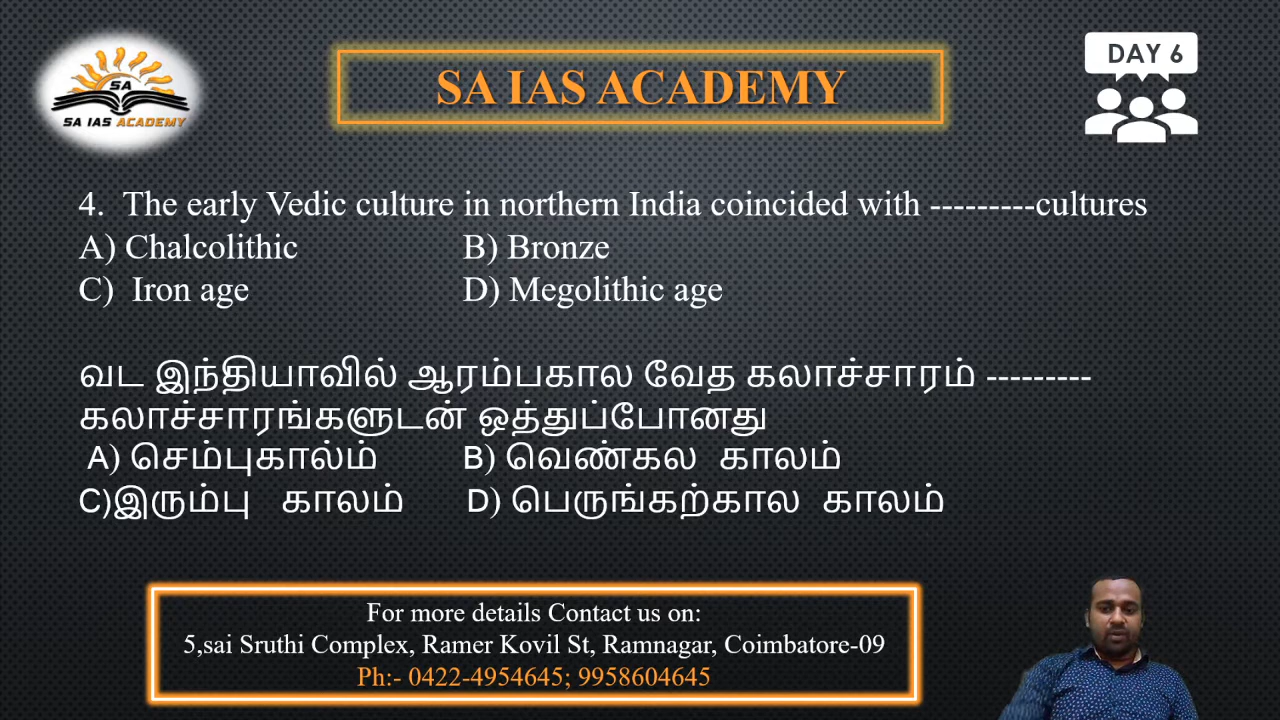 SA
SA IAS ACADEMY
SA IAS ACADEMY
DAY 6
4. The early Vedic culture in northern India coincided with ---------cultures
A) Chalcolithic B) Bronze
C) Iron age D) Megolithic age
வட இந்தியாவில் ஆரம்பகால வேத கலாச்சாரம் ---------
கலாச்சாரங்களுடன் ஒத்துப்போனது
A) செம்புகால்ம் B) வெண்கல காலம்
C)இரும்பு காலம் D) பெருங்கற்கால காலம்
For more details Contact us on:
5,sai Sruthi Complex, Ramer Kovil St, Ramnagar, Coimbatore-09
Ph:- 0422-4954645; 9958604645